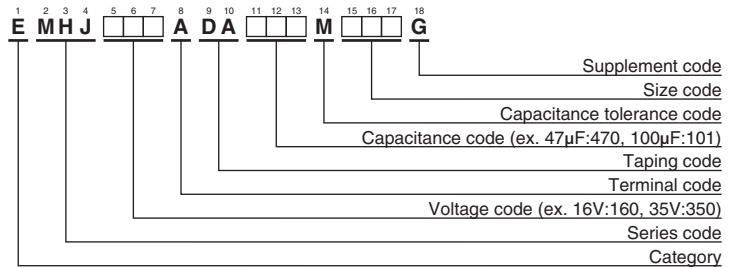 1 2 3 4 5 6 7 8 9 10 11 12 13 14 15 16 17 18
E MHJ □□□ A DA □□□ M □□□ G
Supplement code
Size code
Capacitance tolerance code
Capacitance code (ex. 47µF:470, 100µF:101)
Taping code
Terminal code
Voltage code (ex. 16V:160, 35V:350)
Series code
Category